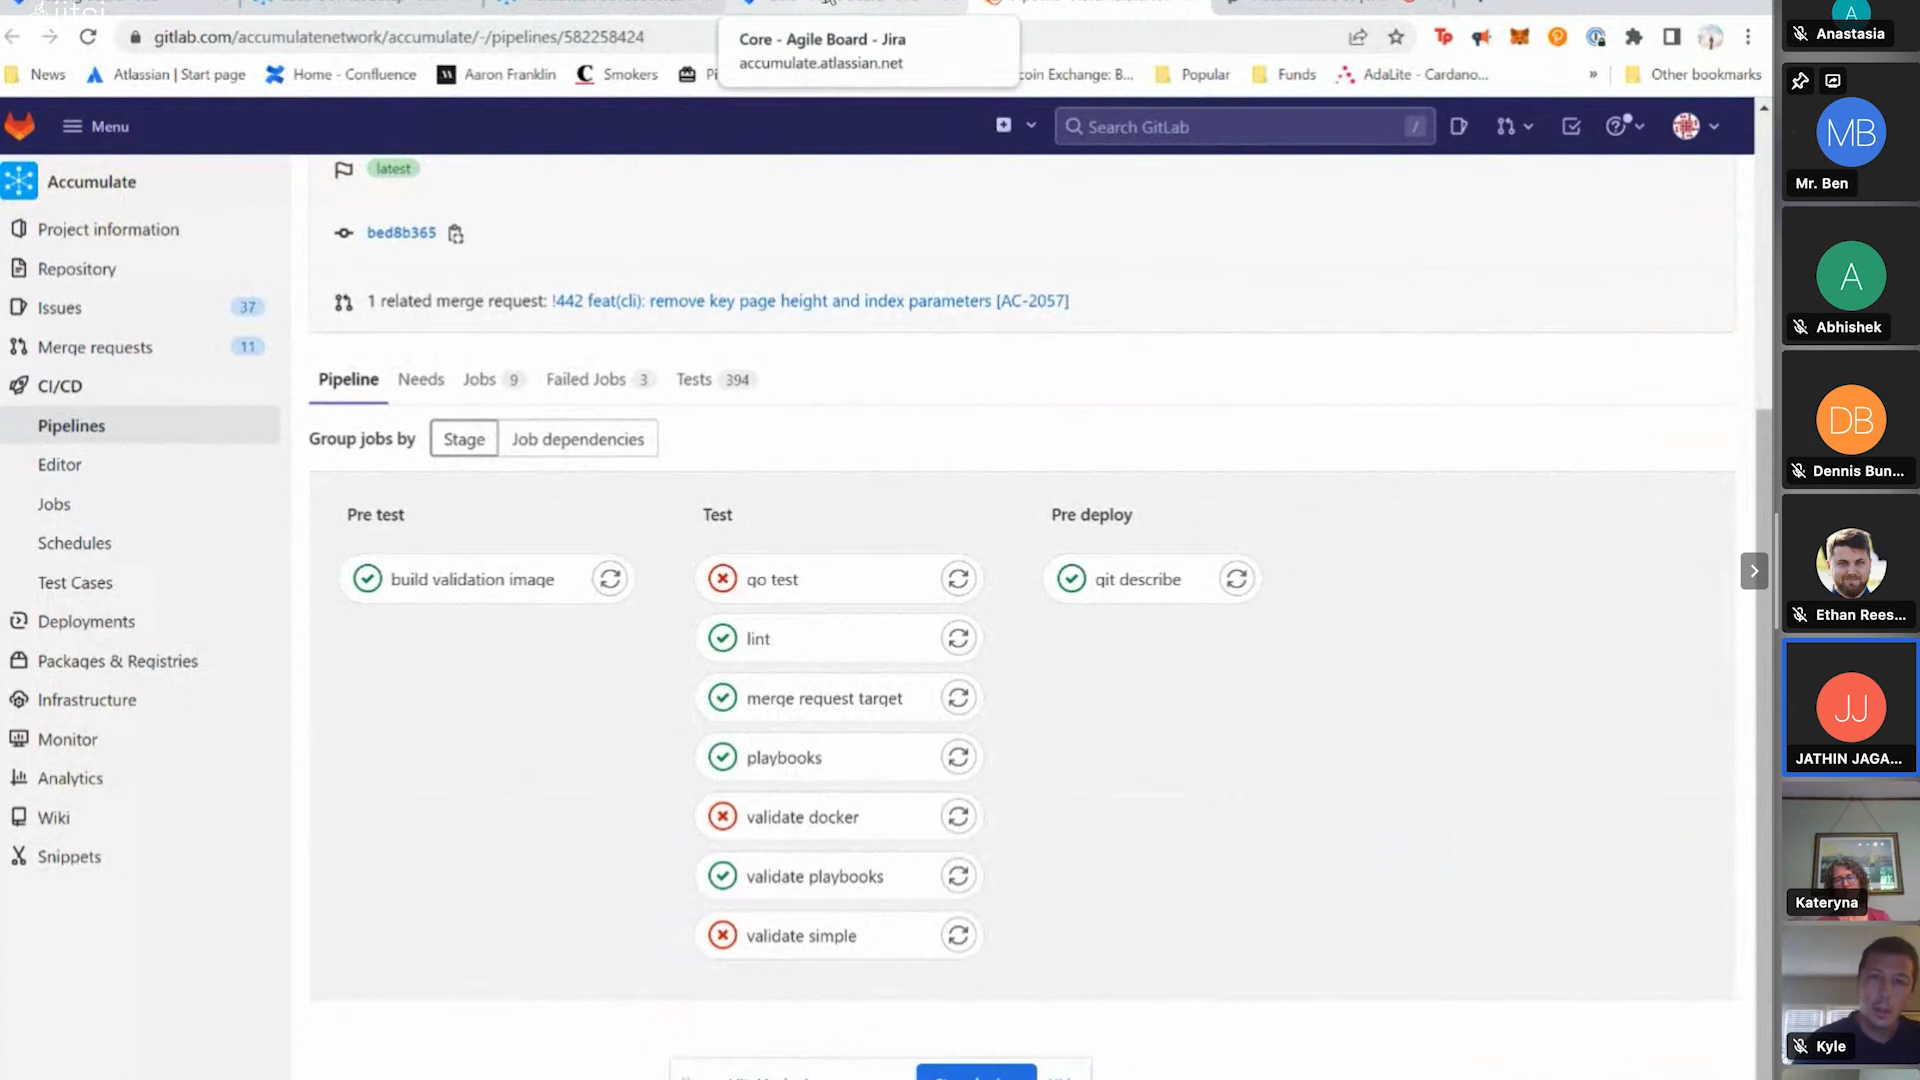 jitsi
gitlab.com/accumulatenetwork/accumulate/-/pipelines/582258424
Core - Agile Board - Jira
accumulate.atlassian.net
News
Atlassian | Start page
Home - Confluence
Aaron Franklin
Smokers
coin Exchange: B...
Popular
Funds
AdaLite - Cardano...
»
Other bookmarks
Menu
Search GitLab
/
Accumulate
Project information
Repository
Issues 37
Merge requests 11
CI/CD
Pipelines
Editor
Jobs
Schedules
Test Cases
Deployments
Packages & Registries
Infrastructure
Monitor
Analytics
Wiki
Snippets
latest
bed8b365
1 related merge request: !442 feat(cli): remove key page height and index parameters [AC-2057]
Pipeline Needs Jobs 9 Failed Jobs 3 Tests 394
Group jobs by Stage Job dependencies
Pre test
build validation image
Test
go test
lint
merge request target
playbooks
validate docker
validate playbooks
validate simple
Pre deploy
git describe
A
Anastasia
MB
Mr. Ben
A
Abhishek
DB
Dennis Bun...
Ethan Rees...
JJ
JATHIN JAGA...
Kateryna
Kyle